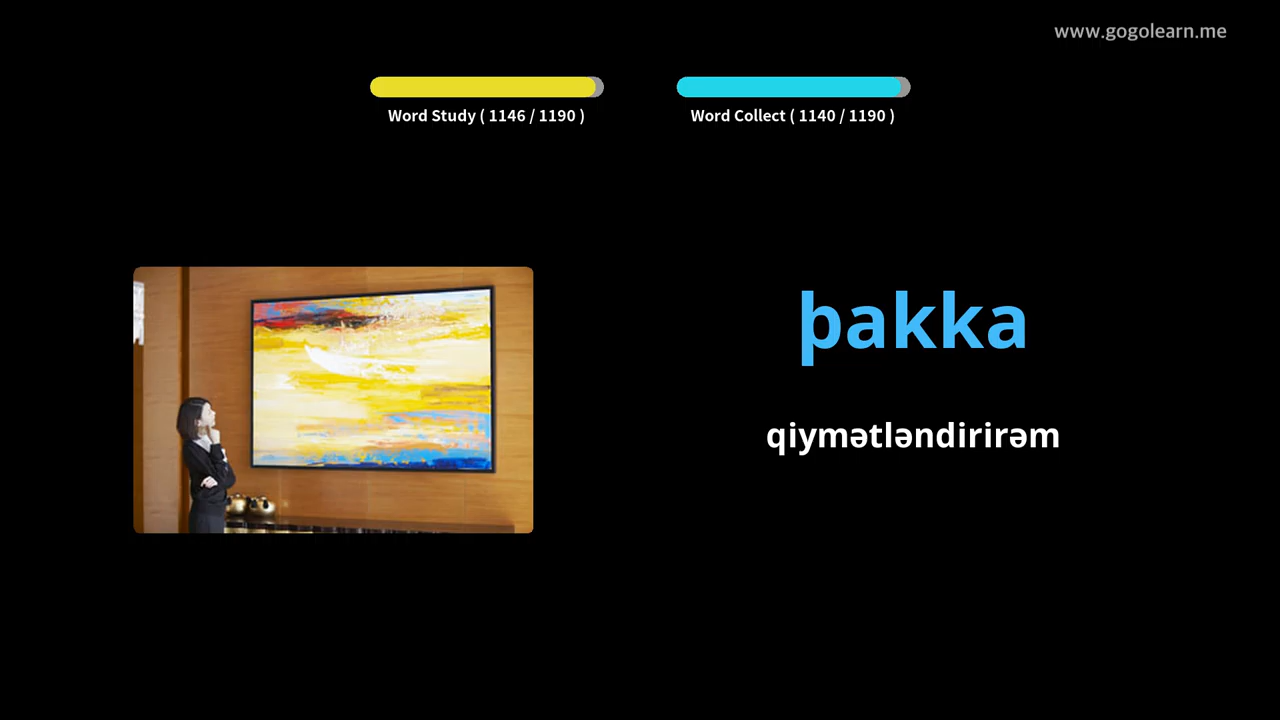 www.gogolearn.me
Word Study ( 1146 / 1190 )
Word Collect ( 1140 / 1190 )
þakka
qiymətləndirirəm